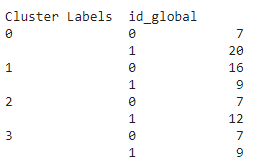 Cluster Labels  id_global
0               0             7
                1            20
1               0            16
                1             9
2               0             7
                1            12
3               0             7
                1             9